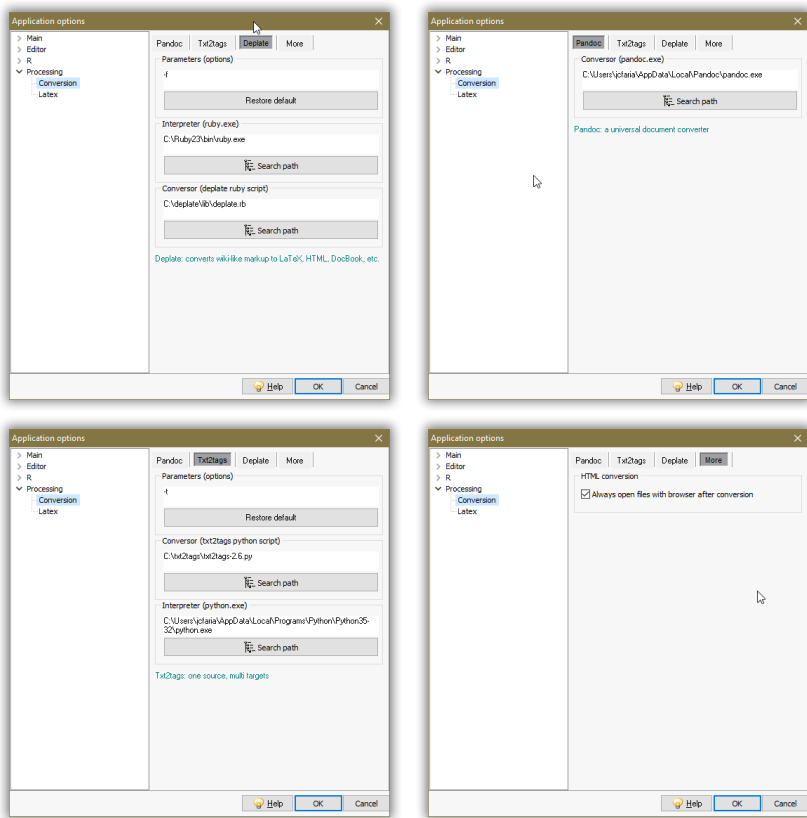 Application options
Main
Editor
R
Processing
Conversion
Latex
Pandoc Txt2tags Deplate More
Parameters (options)
-f
Restore default
Interpreter (ruby.exe)
C:\Ruby23\bin\ruby.exe
Search path
Conversor (deplate ruby script)
C:\deplate\lib\deplate.rb
Search path
Deplate: converts wiki-like markup to LaTeX, HTML, DocBook, etc.
Help OK Cancel
Application options
Main
Editor
R
Processing
Conversion
Latex
Pandoc Txt2tags Deplate More
Conversor (pandoc.exe)
C:\Users\jcfaria\AppData\Local\Pandoc\pandoc.exe
Search path
Pandoc: a universal document converter
Help OK Cancel
Application options
Main
Editor
R
Processing
Conversion
Latex
Pandoc Txt2tags Deplate More
Parameters (options)
-t
Restore default
Conversor (txt2tags python script)
C:\txt2tags\txt2tags-2.6.py
Search path
Interpreter (python.exe)
C:\Users\jcfaria\AppData\Local\Programs\Python\Python35-
32\python.exe
Search path
Txt2tags: one source, multi targets
Help OK Cancel
Application options
Main
Editor
R
Processing
Conversion
Latex
Pandoc Txt2tags Deplate More
HTML conversion
Always open files with browser after conversion
Help OK Cancel